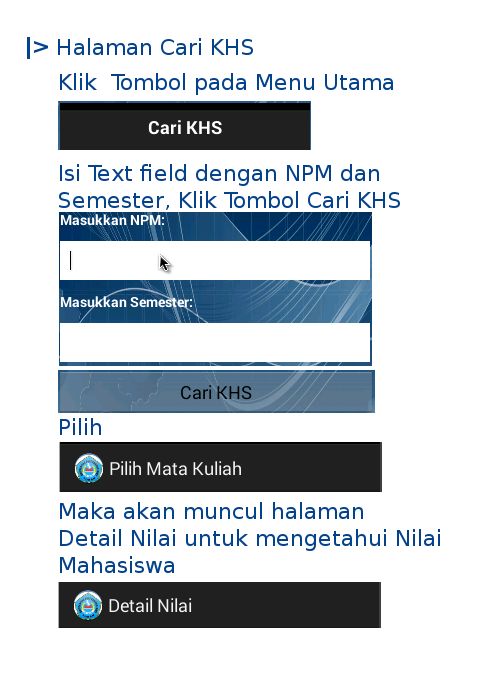 |> Halaman Cari KHS
Klik Tombol pada Menu Utama
Cari KHS
Isi Text field dengan NPM dan
Semester, Klik Tombol Cari KHS
Masukkan NPM:
Masukkan Semester:
Cari KHS
Pilih
Pilih Mata Kuliah
Maka akan muncul halaman
Detail Nilai untuk mengetahui Nilai
Mahasiswa
Detail Nilai